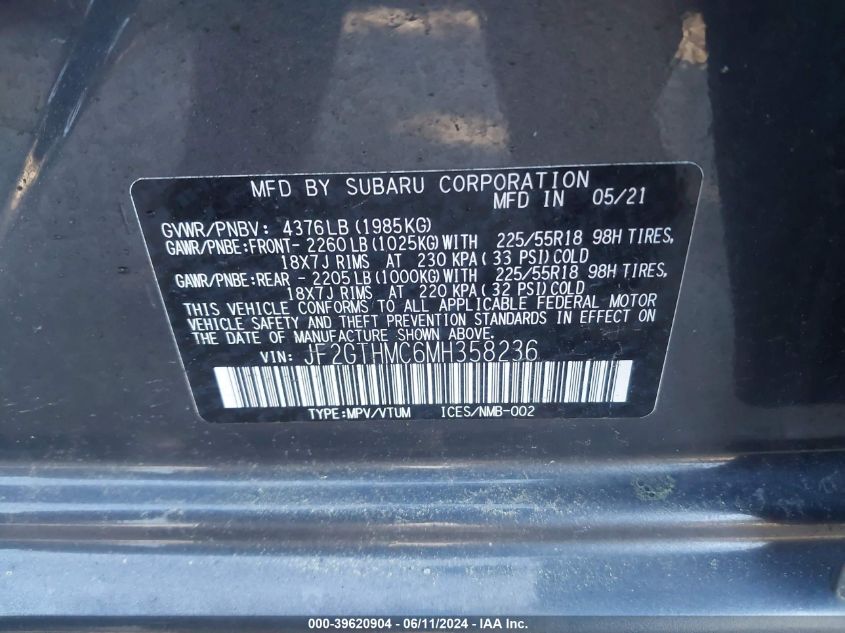 MFD BY SUBARU CORPORATION
MFD IN 05/21
GVWR/PNBV: 4376LB (1985KG)
GAWR/PNBE:FRONT- 2260LB (1025KG) WITH 225/55R18 98H TIRES,
18X7J RIMS AT 230 KPA (33 PSI) COLD
GAWR/PNBE:REAR - 2205LB (1000KG) WITH 225/55R18 98H TIRES,
18X7J RIMS AT 220 KPA (32 PSI) COLD
THIS VEHICLE CONFORMS TO ALL APPLICABLE FEDERAL MOTOR
VEHICLE SAFETY AND THEFT PREVENTION STANDARDS IN EFFECT ON
THE DATE OF MANUFACTURE SHOWN ABOVE.
VIN: JF2GTHMC6MH358236
TYPE:MPV/VTUM ICES/NMB-002
000-39620904 - 06/11/2024 - IAA Inc.